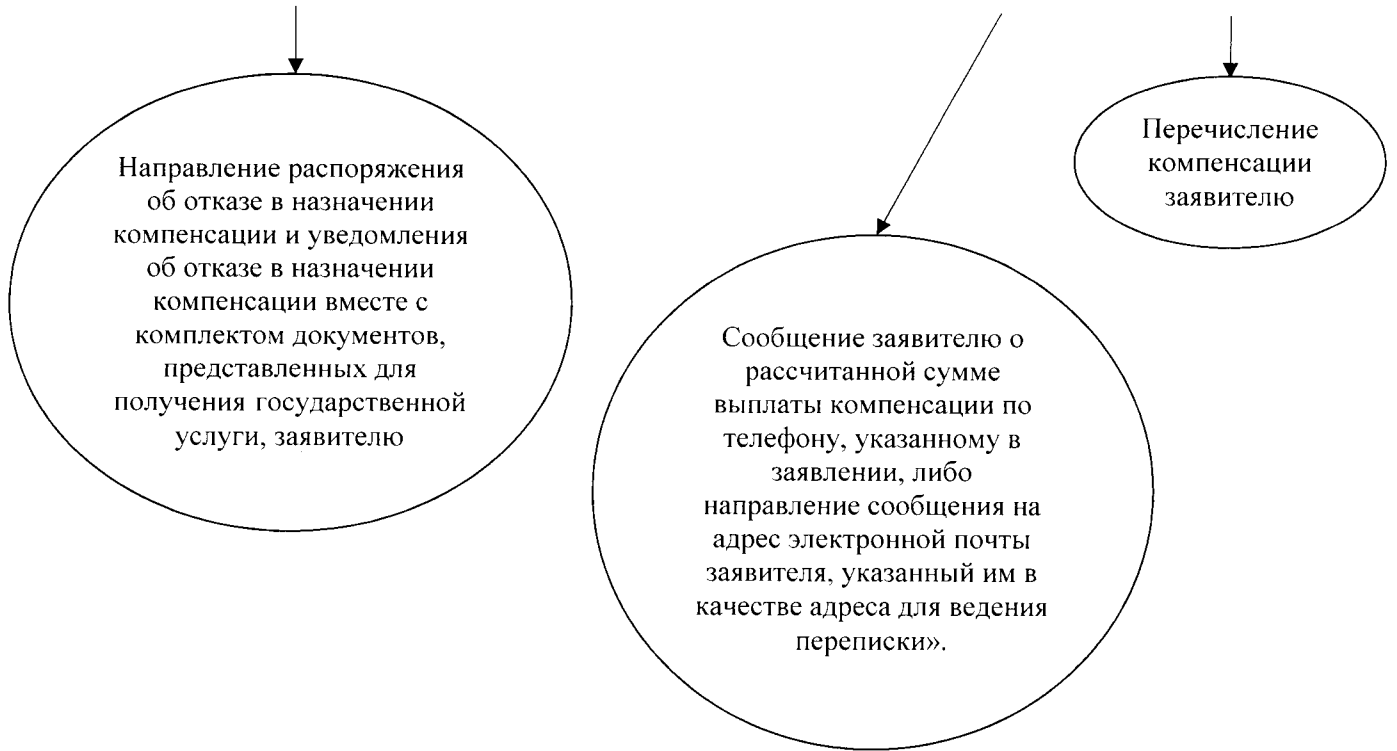 Направление распоряжения
об отказе в назначении
компенсации и уведомления
об отказе в назначении
компенсации вместе с
комплектом документов,
представленных для
получения государственной
услуги, заявителю
Сообщение заявителю о
рассчитанной сумме
выплаты компенсации по
телефону, указанному в
заявлении, либо
направление сообщения на
адрес электронной почты
заявителя, указанный им в
качестве адреса для ведения
переписки».
Перечисление
компенсации
заявителю